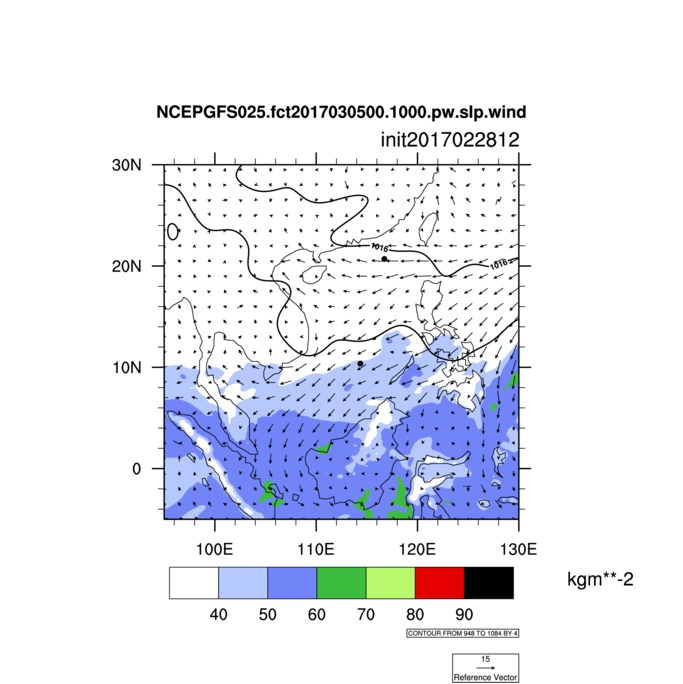 NCEPGFS025.fct2017030500.1000.pw.slp.wind
init2017022812
30N
1016
20N
1016
10N
0
100E
110E
120E
130E
kgm**-2
40
50
60
70
80
90
CONTOUR FROM 948 TO 1084 BY 4
15
Reference Vector